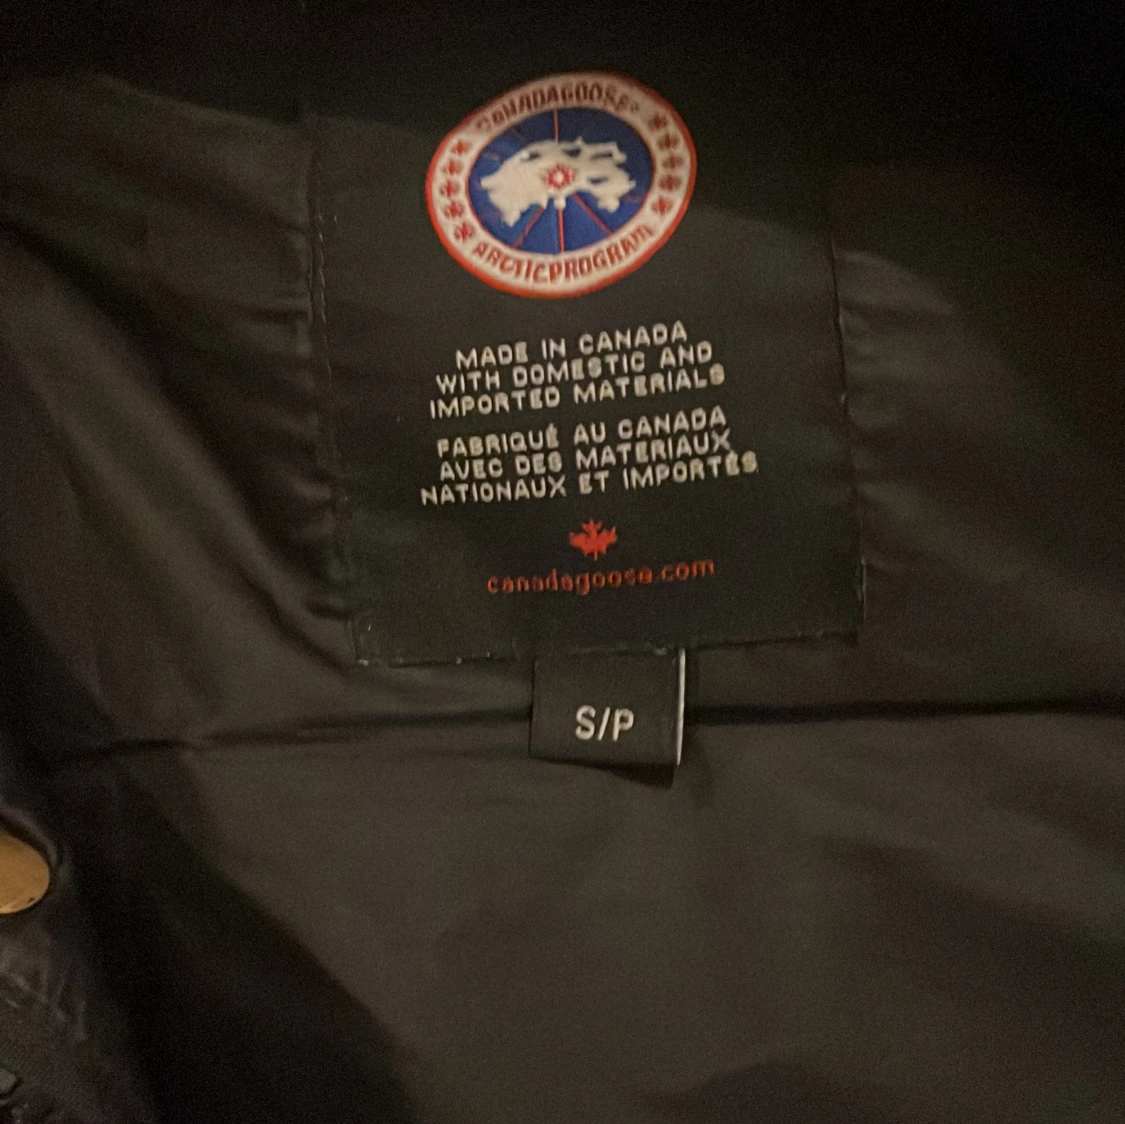 CANADA GOOSE
ARCTIC PROGRAM
MADE IN CANADA
WITH DOMESTIC AND
IMPORTED MATERIALS
FABRIQUÉ AU CANADA
AVEC DES MATERIAUX
NATIONAUX ET IMPORTÉS
canadagoose.com
S/P